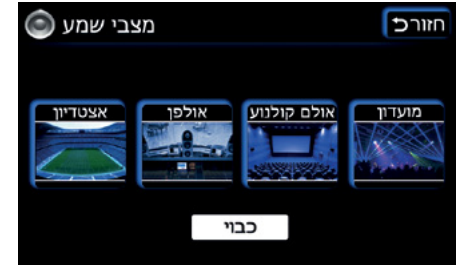 חזור
מצבי שמע
מועדון
אולם קולנוע
אולפן
אצטדיון
כבוי